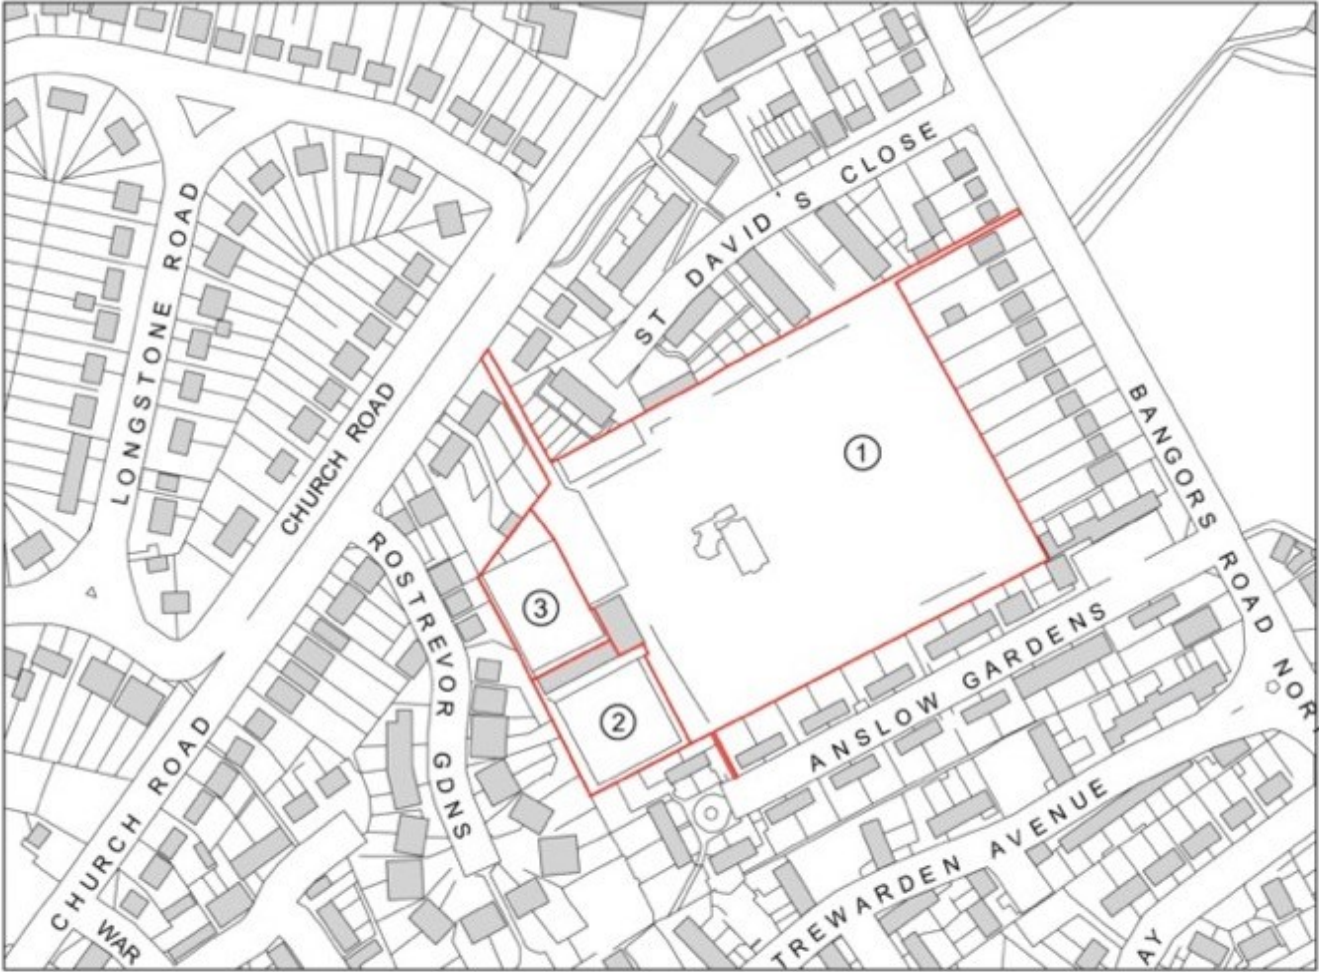 LONGSTONE ROAD
CHURCH ROAD
ST DAVID'S CLOSE
BANGORS ROAD NOR
1
3
2
ROSTREVOR GDNS
ANSLOW GARDENS
CHURCH ROAD
WAR
TREWARDEN AVENUE
AY